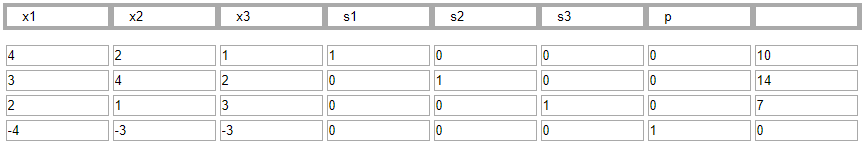 x1 x2 x3 s1 s2 s3 p
4 2 1 1 0 0 0 10
3 4 2 0 1 0 0 14
2 1 3 0 0 1 0 7
-4 -3 -3 0 0 0 1 0